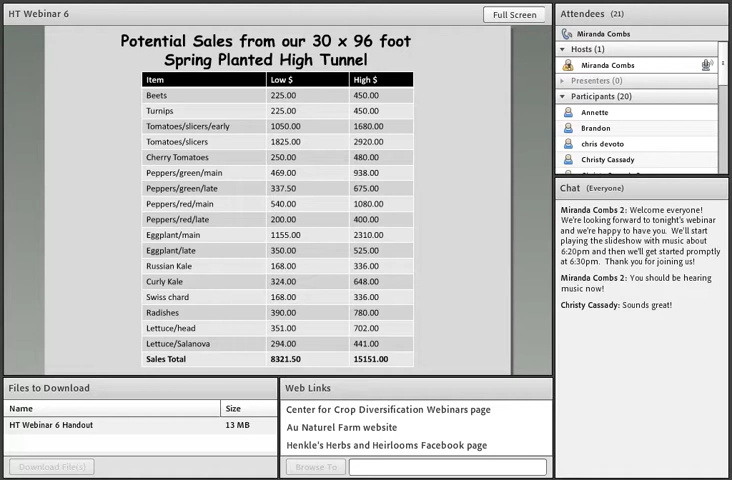 HT Webinar 6
Full Screen
Potential Sales from our 30 x 96 foot
Spring Planted High Tunnel
Item Low $ High $
Beets 225.00 450.00
Turnips 225.00 450.00
Tomatoes/slicers/early 1050.00 1680.00
Tomatoes/slicers 1825.00 2920.00
Cherry Tomatoes 250.00 480.00
Peppers/green/main 469.00 938.00
Peppers/green/late 337.50 675.00
Peppers/red/main 540.00 1080.00
Peppers/red/late 200.00 400.00
Eggplant/main 1155.00 2310.00
Eggplant/late 350.00 525.00
Russian Kale 168.00 336.00
Curly Kale 324.00 648.00
Swiss chard 168.00 336.00
Radishes 390.00 780.00
Lettuce/head 351.00 702.00
Lettuce/Salanova 294.00 441.00
Sales Total 8321.50 15151.00
Attendees (21)
Miranda Combs
Hosts (1)
Miranda Combs
Presenters (0)
Participants (20)
Annette
Brandon
chris devoto
Christy Cassady
Chat (Everyone)
Miranda Combs 2: Welcome everyone!
We're looking forward to tonight's webinar
and we're happy to have you. We'll start
playing the slideshow with music about
6:20pm and then we'll get started promptly
at 6:30pm. Thank you for joining us!
Miranda Combs 2: You should be hearing
music now!
Christy Cassady: Sounds great!
Files to Download
Name Size
HT Webinar 6 Handout 13 MB
Download File(s)
Web Links
Center for Crop Diversification Webinars page
Au Naturel Farm website
Henkle's Herbs and Heirlooms Facebook page
Browse To